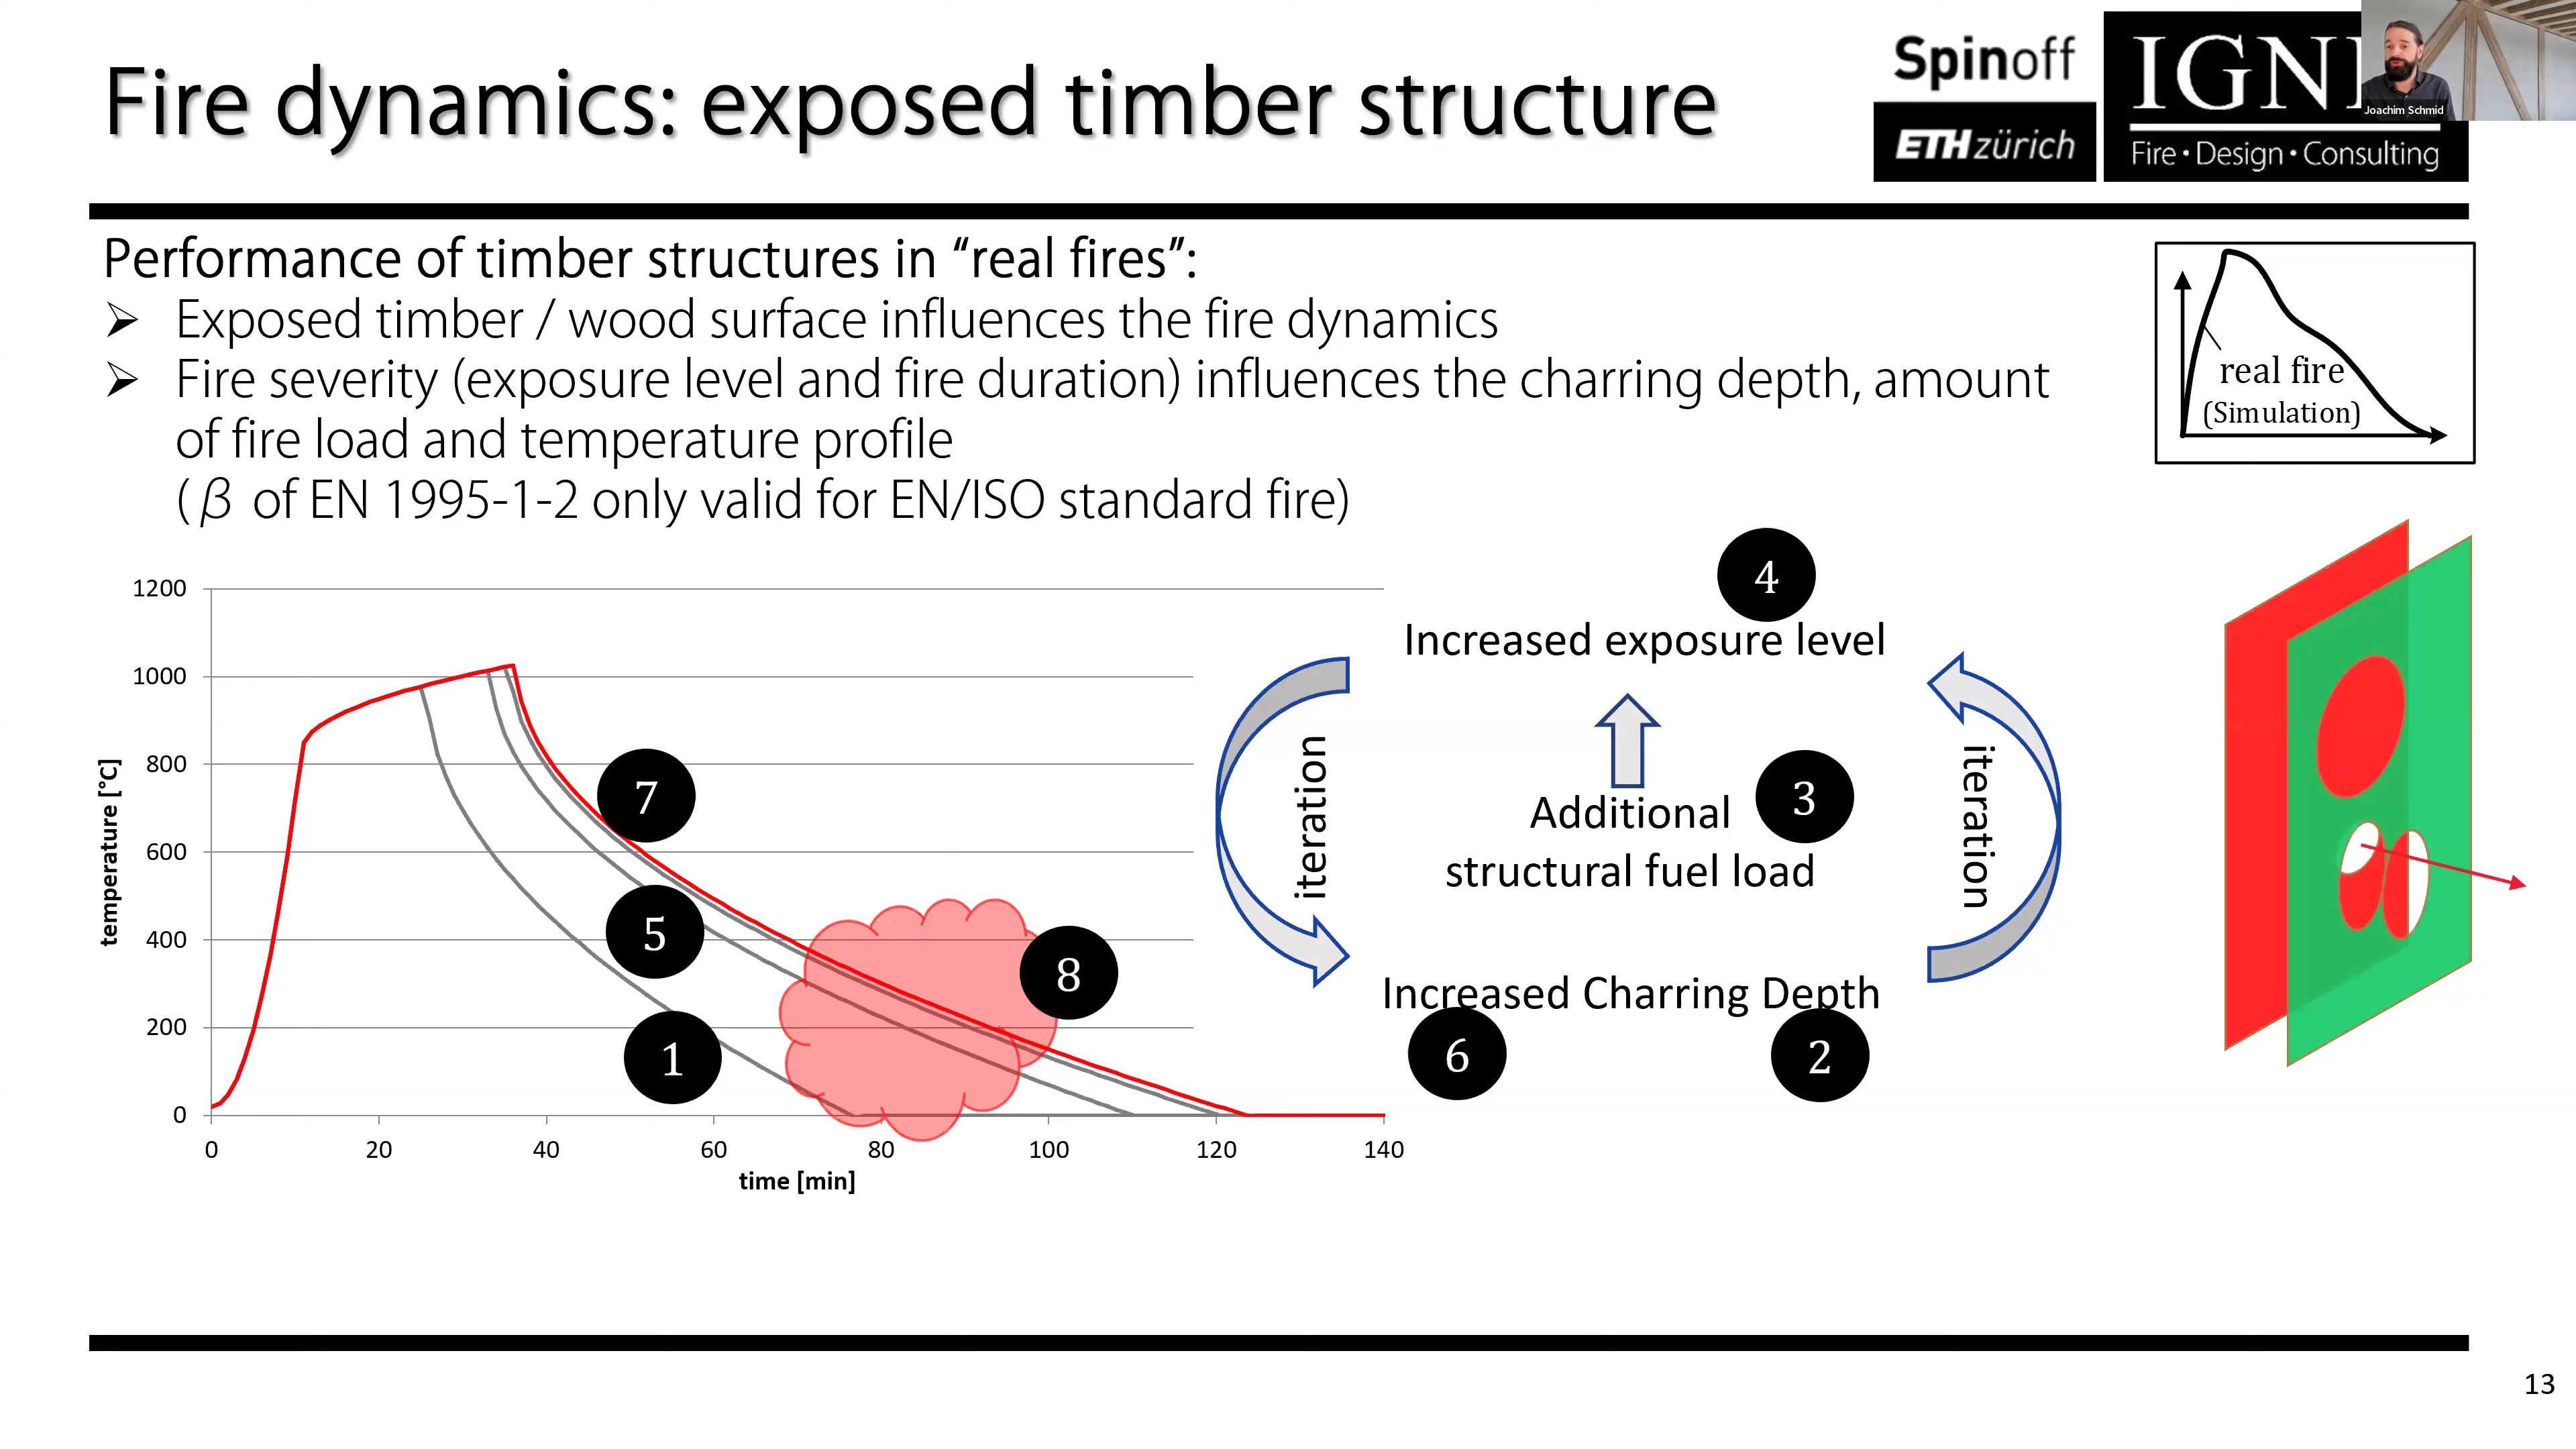 Fire dynamics: exposed timber structure
Spinoff
ETH zürich
IGNI
Fire • Design • Consulting
Joachim Schmid
Performance of timber structures in “real fires”:
➢ Exposed timber / wood surface influences the fire dynamics
➢ Fire severity (exposure level and fire duration) influences the charring depth, amount
of fire load and temperature profile
( β of EN 1995-1-2 only valid for EN/ISO standard fire)
real fire
(Simulation)
1200
1000
800
600
400
200
0
temperature [°C]
0 20 40 60 80 100 120 140
time [min]
7
5
1
8
4
Increased exposure level
iteration
Additional 3
structural fuel load
iteration
Increased Charring Depth
6 2
13